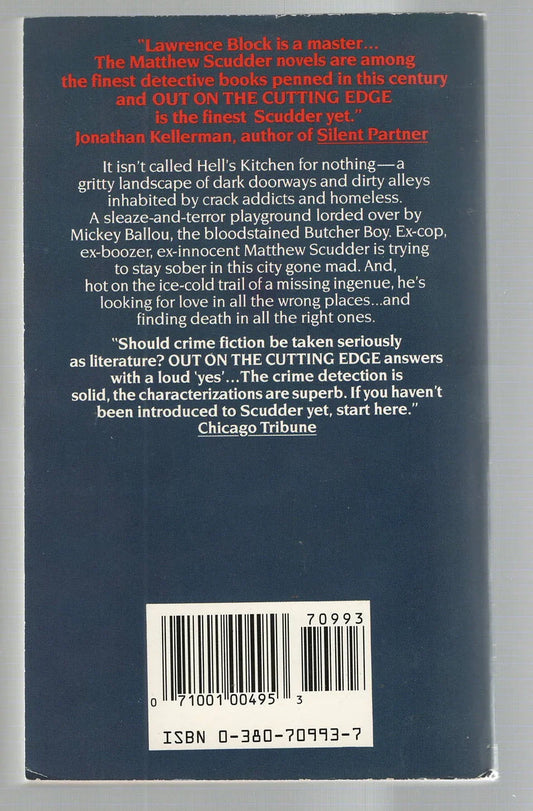 "Lawrence Block is a master...
The Matthew Scudder novels are among
the finest detective books penned in this century
and OUT ON THE CUTTING EDGE
is the finest Scudder yet."
Jonathan Kellerman, author of Silent Partner
It isn't called Hell's Kitchen for nothing—a
gritty landscape of dark doorways and dirty alleys
inhabited by crack addicts and homeless.
A sleaze-and-terror playground lorded over by
Mickey Ballou, the bloodstained Butcher Boy. Ex-cop,
ex-boozer, ex-innocent Matthew Scudder is trying
to stay sober in this city gone mad. And,
hot on the ice-cold trail of a missing ingenue, he's
looking for love in all the wrong places...and
finding death in all the right ones.
"Should crime fiction be taken seriously
as literature? OUT ON THE CUTTING EDGE answers
with a loud 'yes'...The crime detection is
solid, the characterizations are superb. If you haven't
been introduced to Scudder yet, start here."
Chicago Tribune
70993
0 71001 00495 3
ISBN 0-380-70993-7